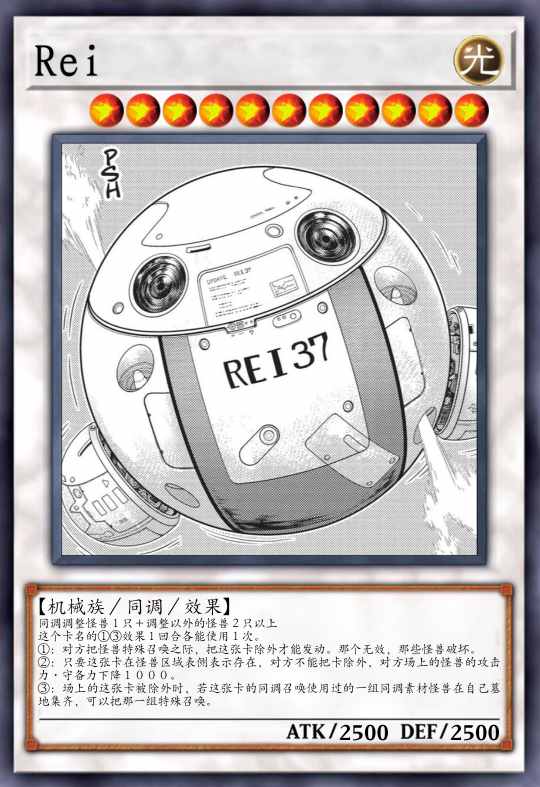 Rei
光
PSH
UPDATE REI37
REI37
【机械族／同调／效果】
同调调整怪兽１只＋调整以外的怪兽２只以上
这个卡名的①③效果１回合各能使用１次。
①：对方把怪兽特殊召唤之际，把这张卡除外才能发动。那个无效，那些怪兽破坏。
②：只要这张卡在怪兽区域表侧表示存在，对方不能把卡除外，对方场上的怪兽的攻击
力·守备力下降１０００。
③：场上的这张卡被除外时，若这张卡的同调召唤使用过的一组同调素材怪兽在自己墓
地集齐，可以把那一组特殊召唤。
ATK/2500 DEF/2500